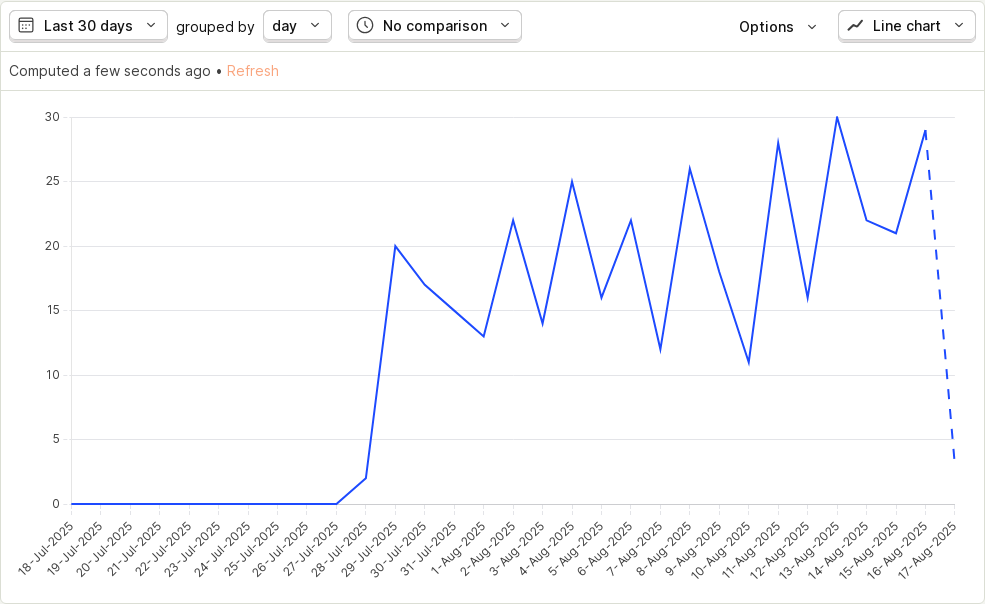 Last 30 days grouped by day No comparison Options Line chart
Computed a few seconds ago • Refresh
30
25
20
15
10
5
0
18-Jul-2025
19-Jul-2025
20-Jul-2025
21-Jul-2025
22-Jul-2025
23-Jul-2025
24-Jul-2025
25-Jul-2025
26-Jul-2025
27-Jul-2025
28-Jul-2025
29-Jul-2025
30-Jul-2025
31-Jul-2025
1-Aug-2025
2-Aug-2025
3-Aug-2025
4-Aug-2025
5-Aug-2025
6-Aug-2025
7-Aug-2025
8-Aug-2025
9-Aug-2025
10-Aug-2025
11-Aug-2025
12-Aug-2025
13-Aug-2025
14-Aug-2025
15-Aug-2025
16-Aug-2025
17-Aug-2025